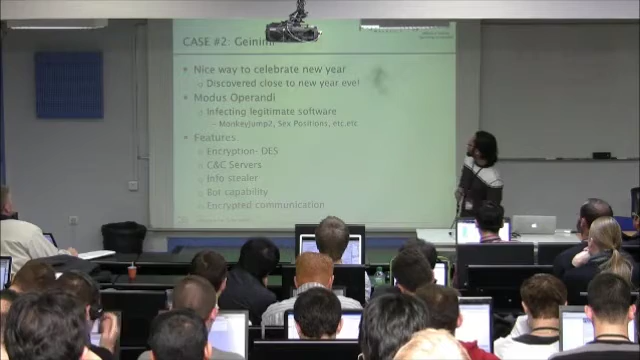 CASE #2: Geinimi
Nice way to celebrate new year
Discovered close to new year eve!
Modus Operandi
Infecting legitimate software
MonkeyJump2, Sex Positions, etc.etc
Features
Encryption- DES
C&C Servers
Info stealer
Bot capability
Encrypted communication